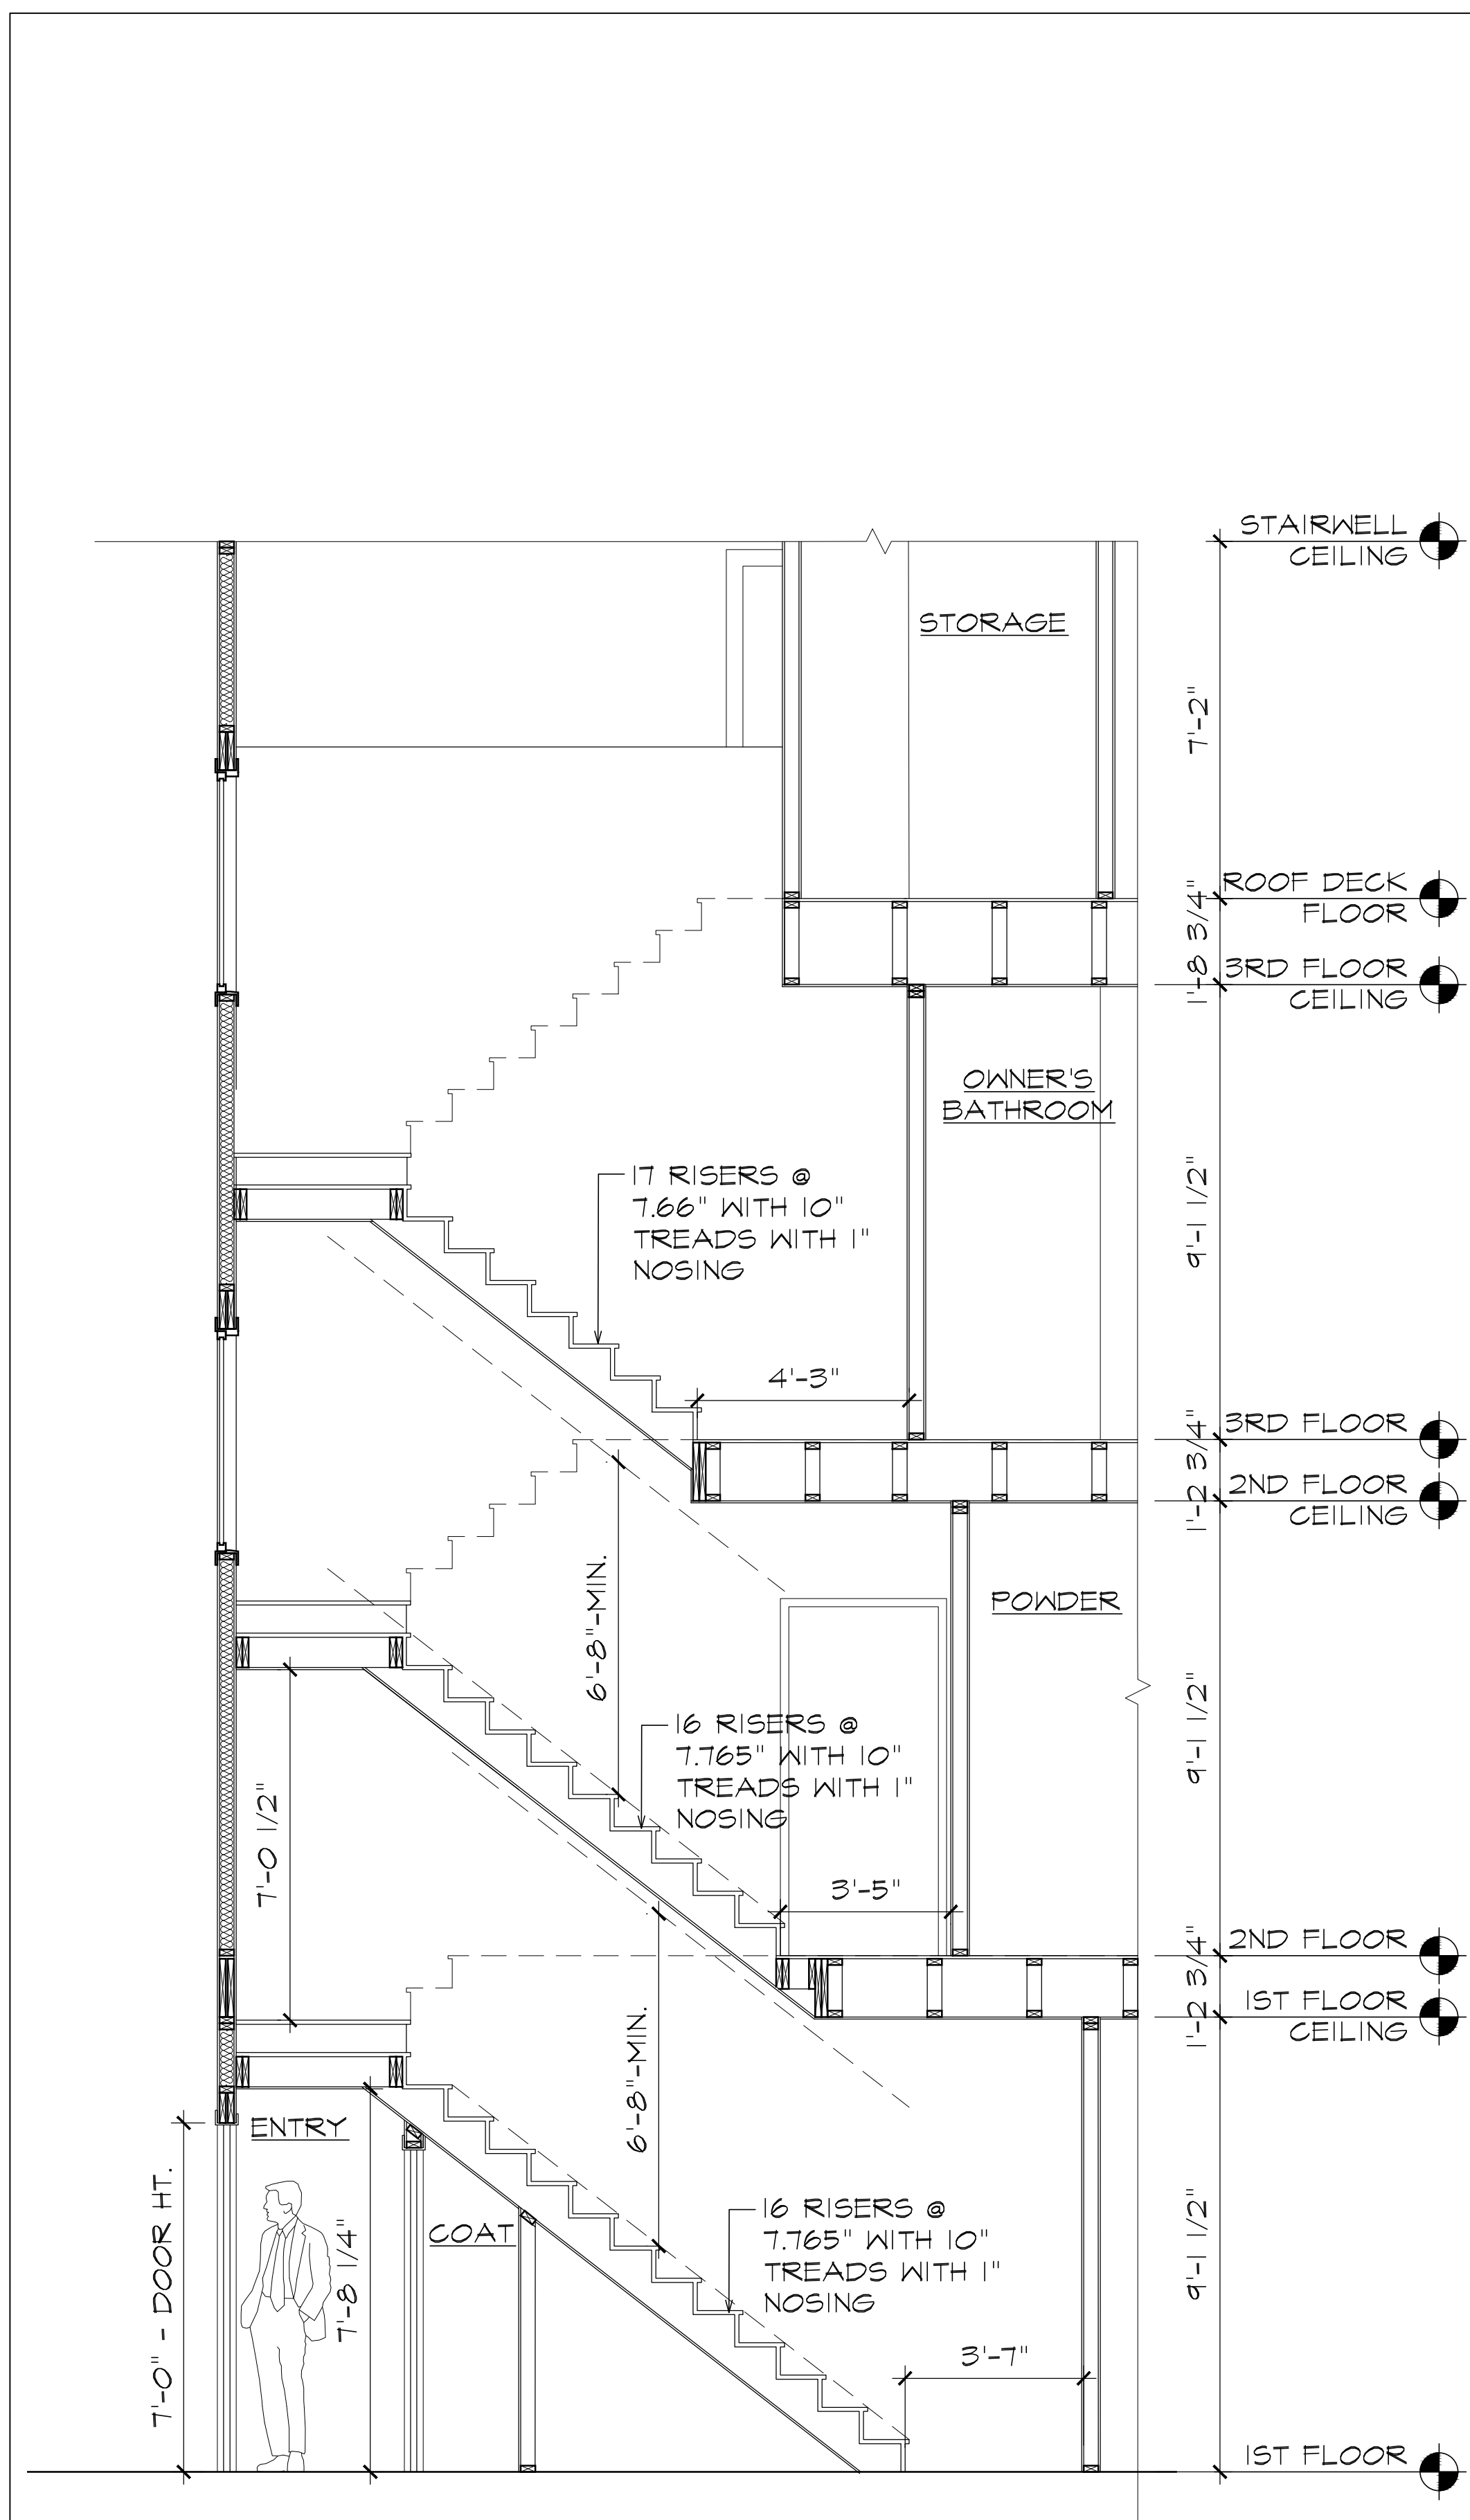 STAIRWELL
CEILING
STORAGE
7'-2"
ROOF DECK
FLOOR
1'-8 3/4"
3RD FLOOR
CEILING
OWNER'S
BATHROOM
17 RISERS @
7.66" WITH 10"
TREADS WITH 1"
NOSING
9'-1 1/2"
4'-3"
3RD FLOOR
1'-2 3/4"
2ND FLOOR
CEILING
6'-8"-MIN.
POWDER
16 RISERS @
7.765" WITH 10"
TREADS WITH 1"
NOSING
9'-1 1/2"
7'-0 1/2"
3'-5"
2ND FLOOR
1'-2 3/4"
1ST FLOOR
CEILING
6'-8"-MIN.
ENTRY
COAT
16 RISERS @
7.765" WITH 10"
TREADS WITH 1"
NOSING
9'-1 1/2"
7'-0" - DOOR HT.
7'-8 1/4"
3'-7"
1ST FLOOR